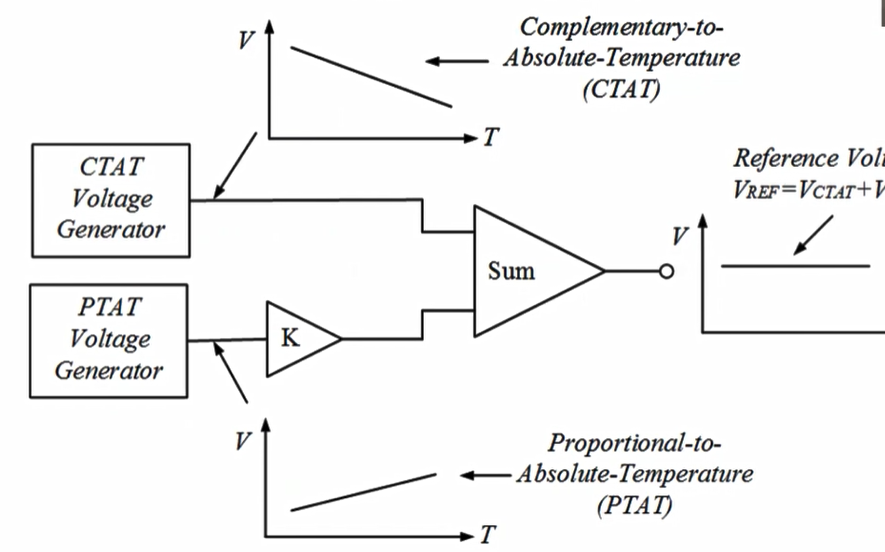 Complementary-to-
Absolute-Temperature
(CTAT)
V
T
CTAT
Voltage
Generator
PTAT
Voltage
Generator
K
Sum
Reference
V
VREF=VCTAT+V
V
T
Proportional-to-
Absolute-Temperature
(PTAT)